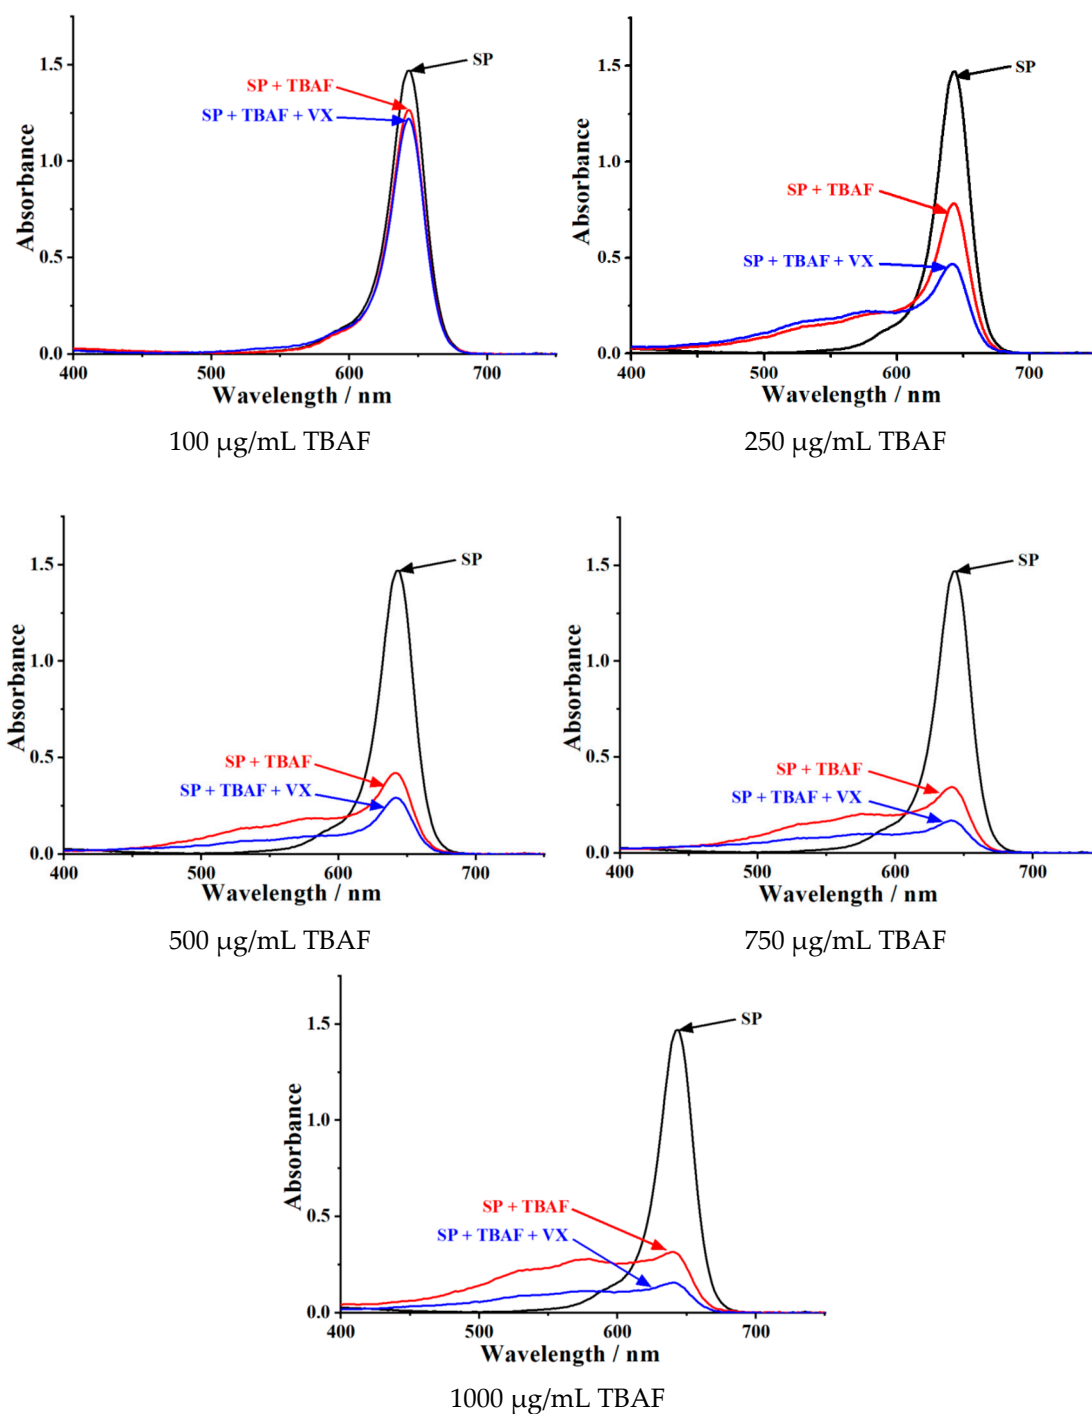 1.5
1.0
0.5
0.0
400
500
600
700
Absorbance
Wavelength / nm
SP
SP + TBAF
SP + TBAF + VX
100 µg/mL TBAF
1.5
1.0
0.5
0.0
400
500
600
700
Absorbance
Wavelength / nm
SP
SP + TBAF
SP + TBAF + VX
250 µg/mL TBAF
1.5
1.0
0.5
0.0
400
500
600
700
Absorbance
Wavelength / nm
SP
SP + TBAF
SP + TBAF + VX
500 µg/mL TBAF
1.5
1.0
0.5
0.0
400
500
600
700
Absorbance
Wavelength / nm
SP
SP + TBAF
SP + TBAF + VX
750 µg/mL TBAF
1.5
1.0
0.5
0.0
400
500
600
700
Absorbance
Wavelength / nm
SP
SP + TBAF
SP + TBAF + VX
1000 µg/mL TBAF